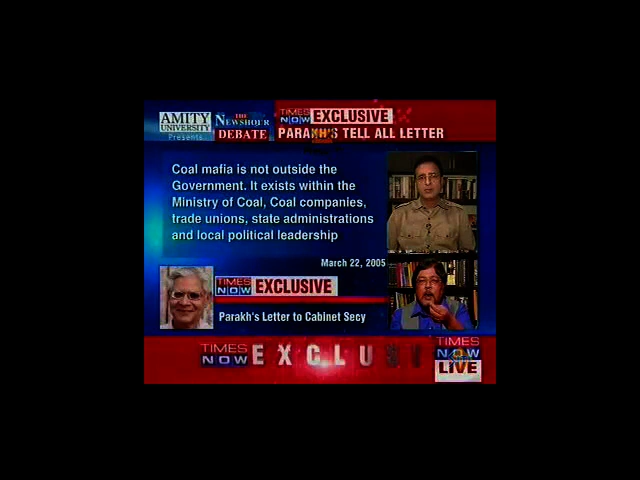 AMITY
UNIVERSITY
Presents
THE
NEWSHOUR
DEBATE
TIMES
NOW
EXCLUSIVE
PARAKH'S TELL ALL LETTER
Coal mafia is not outside the
Government. It exists within the
Ministry of Coal, Coal companies,
trade unions, state administrations
and local political leadership
March 22, 2005
TIMES
NOW
EXCLUSIVE
Parakh's Letter to Cabinet Secy
TIMES
NOW
EXCLUSI
TIMES
NOW
LIVE